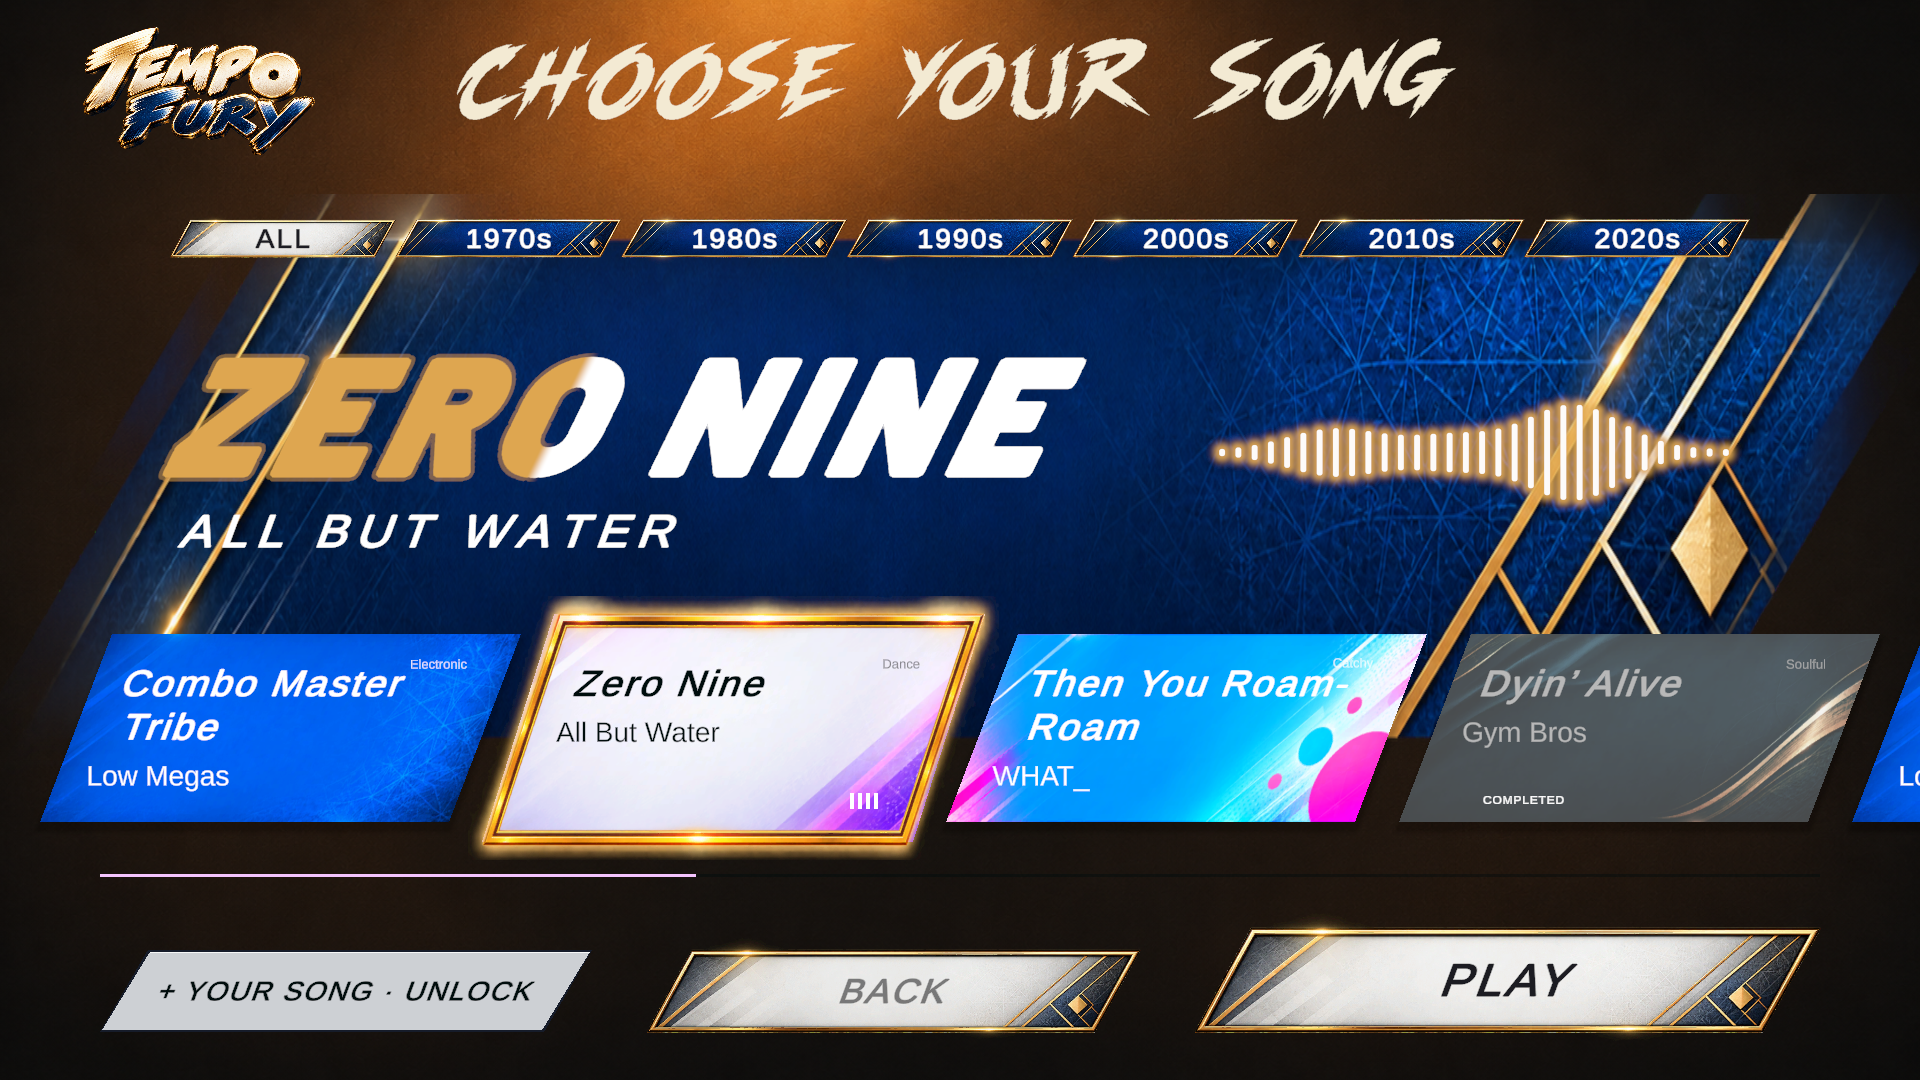 TEMPO
FURY
CHOOSE YOUR SONG
ALL
1970s
1980s
1990s
2000s
2010s
2020s
ZERO NINE
ALL BUT WATER
Electronic
Combo Master
Tribe
Low Megas
Dance
Zero Nine
All But Water
Catchy
Then You Roam-
Roam
WHAT_
Soulful
Dyin’ Alive
Gym Bros
COMPLETED
Lo
+ YOUR SONG · UNLOCK
BACK
PLAY